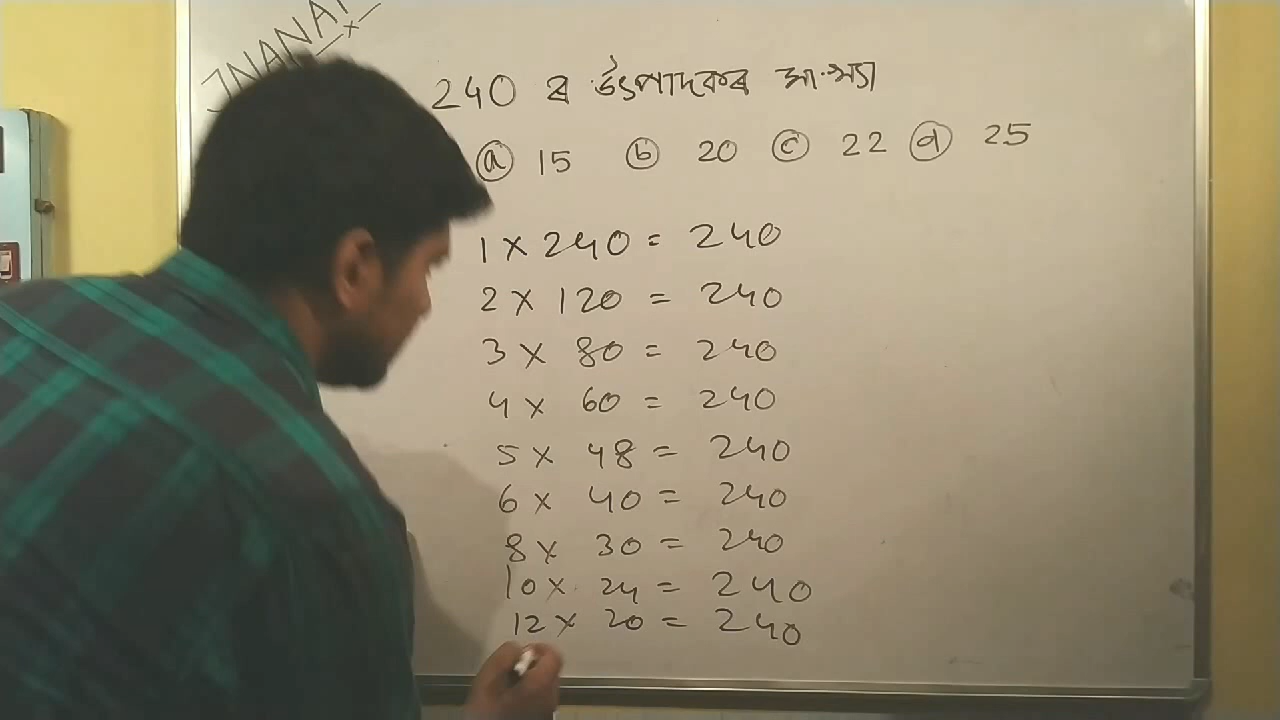 JNANAM
240 ৰ উৎপাদকৰ সংখ্যা
ⓐ 15 ⓑ 20 ⓒ 22 ⓓ 25
1 × 240 = 240
2 × 120 = 240
3 × 80 = 240
4 × 60 = 240
5 × 48 = 240
6 × 40 = 240
8 × 30 = 240
10 × 24 = 240
12 × 20 = 240